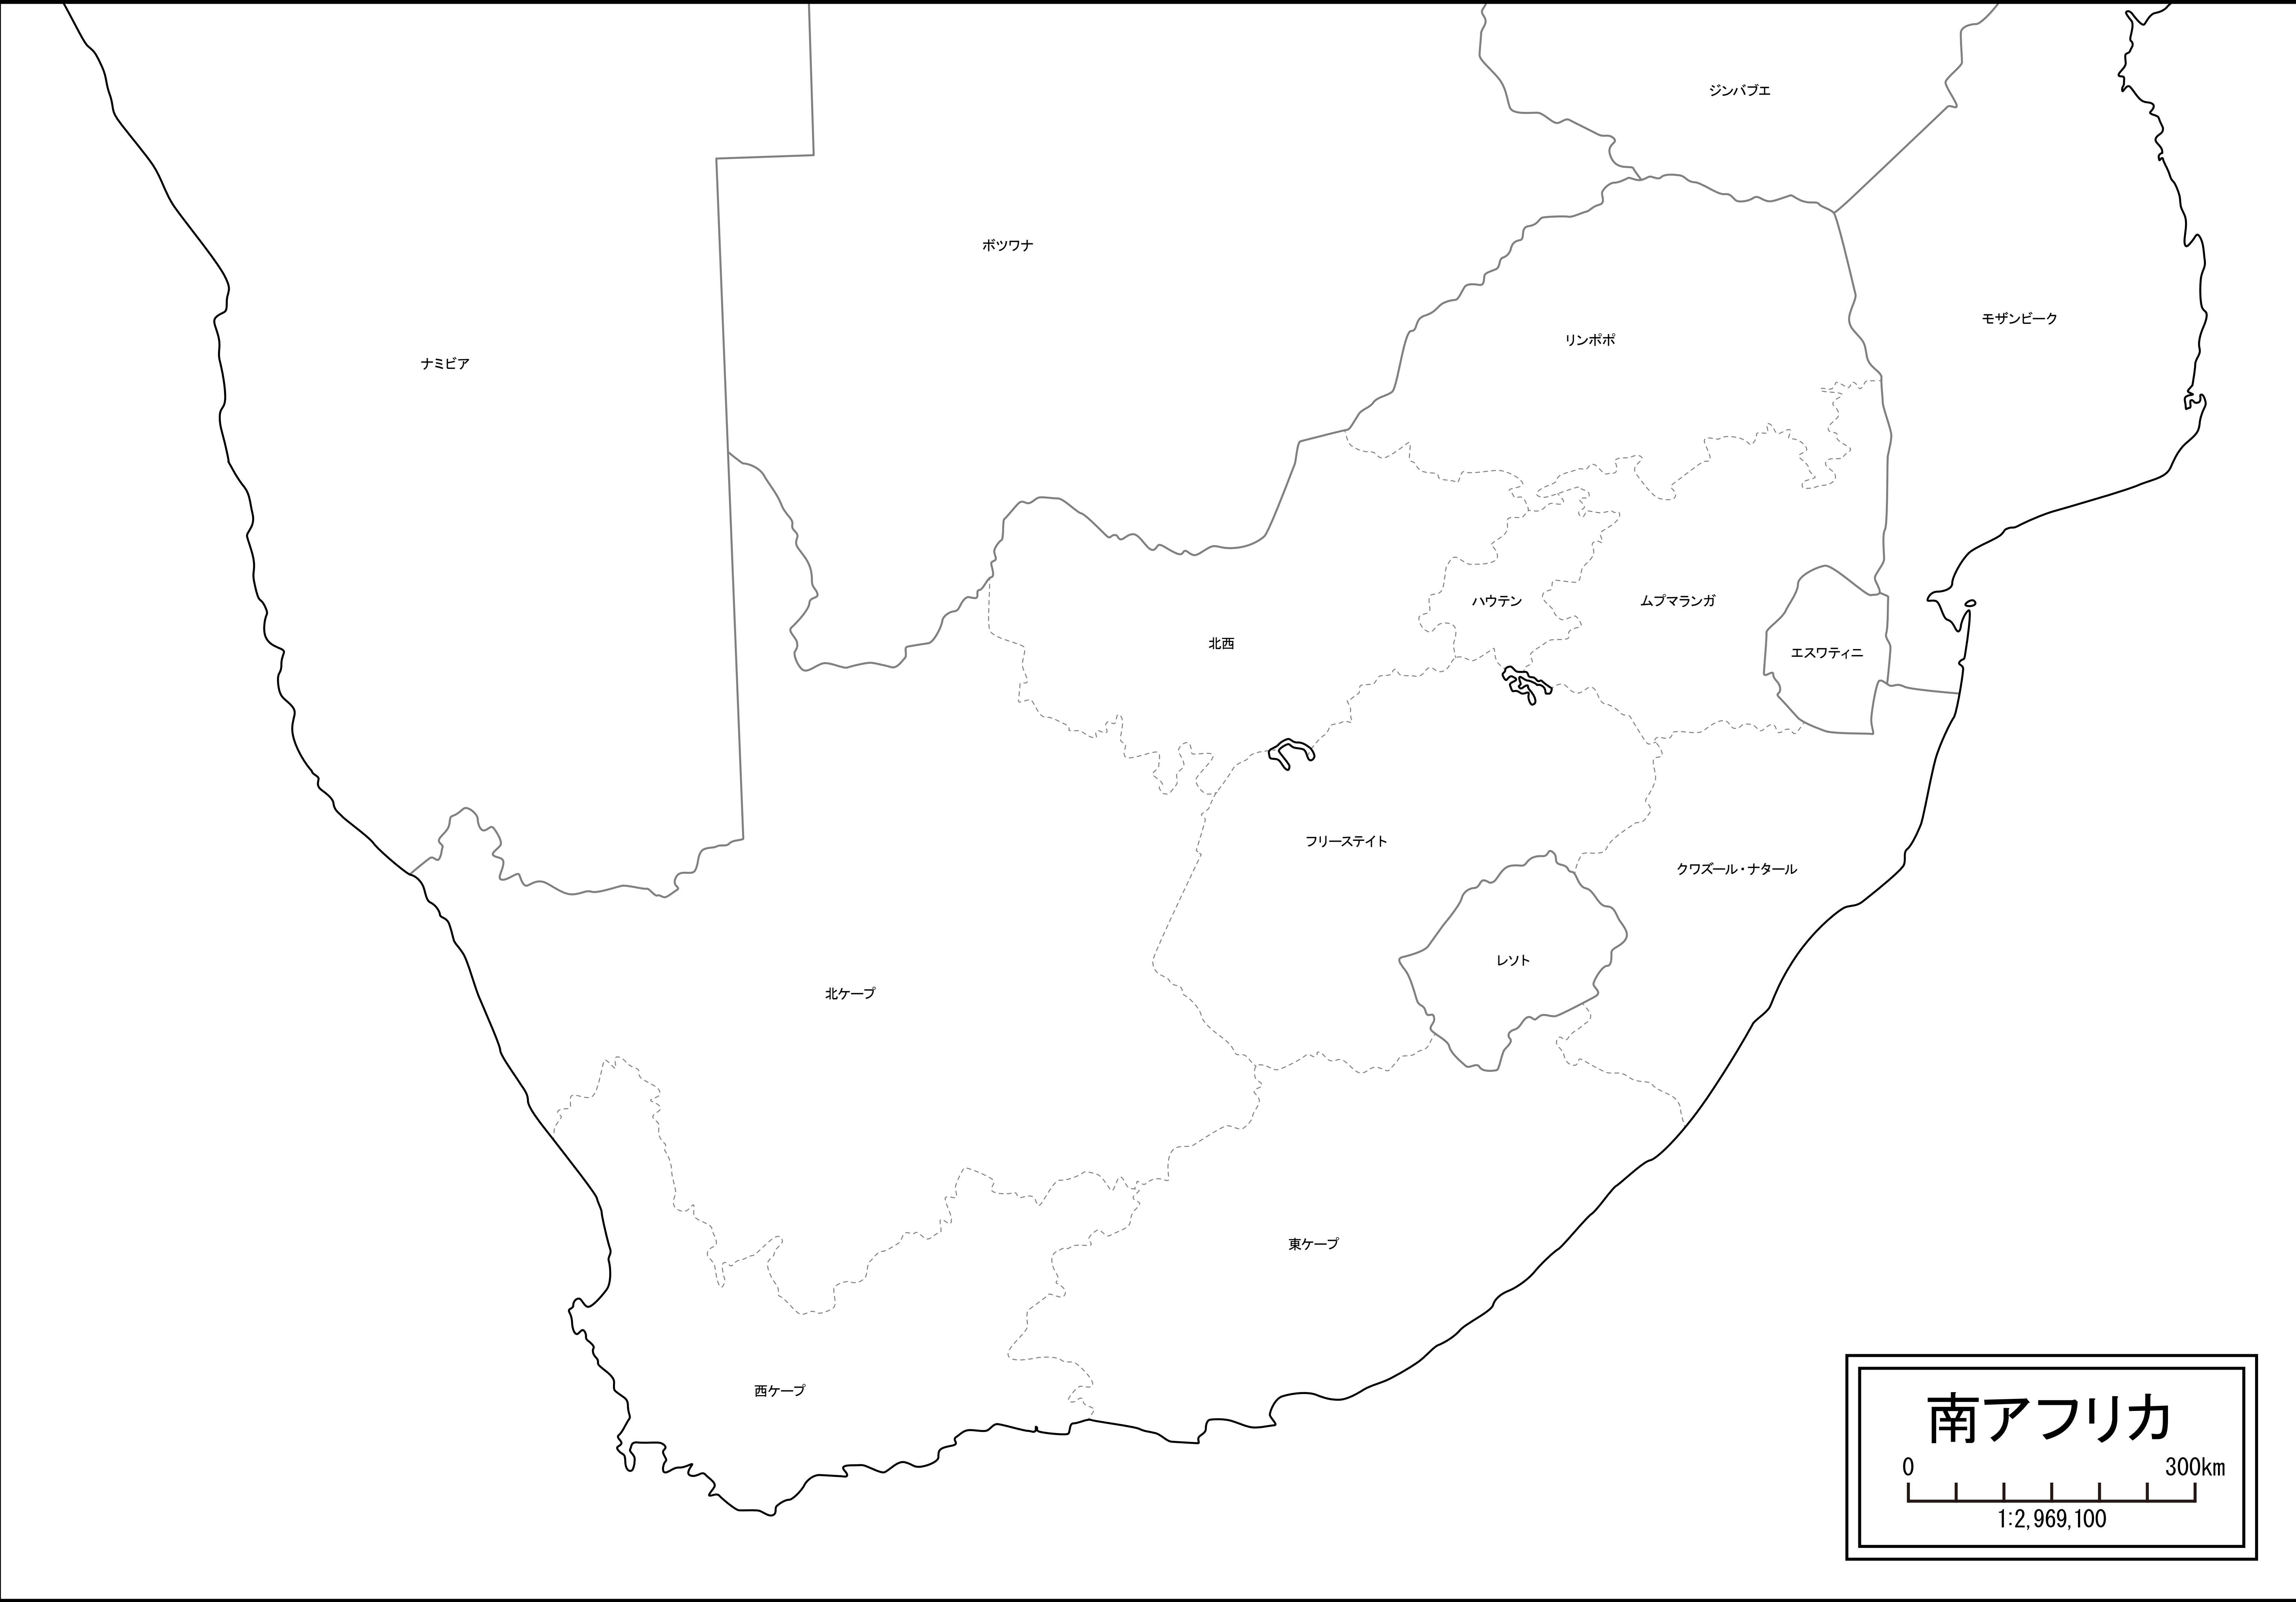 ジンバブエ
ボツワナ
モザンビーク
リンポポ
ナミビア
ハウテン
ムプマランガ
北西
エスワティニ
フリーステイト
クワズール・ナタール
レソト
北ケープ
東ケープ
西ケープ
南アフリカ
0 300km
1:2,969,100